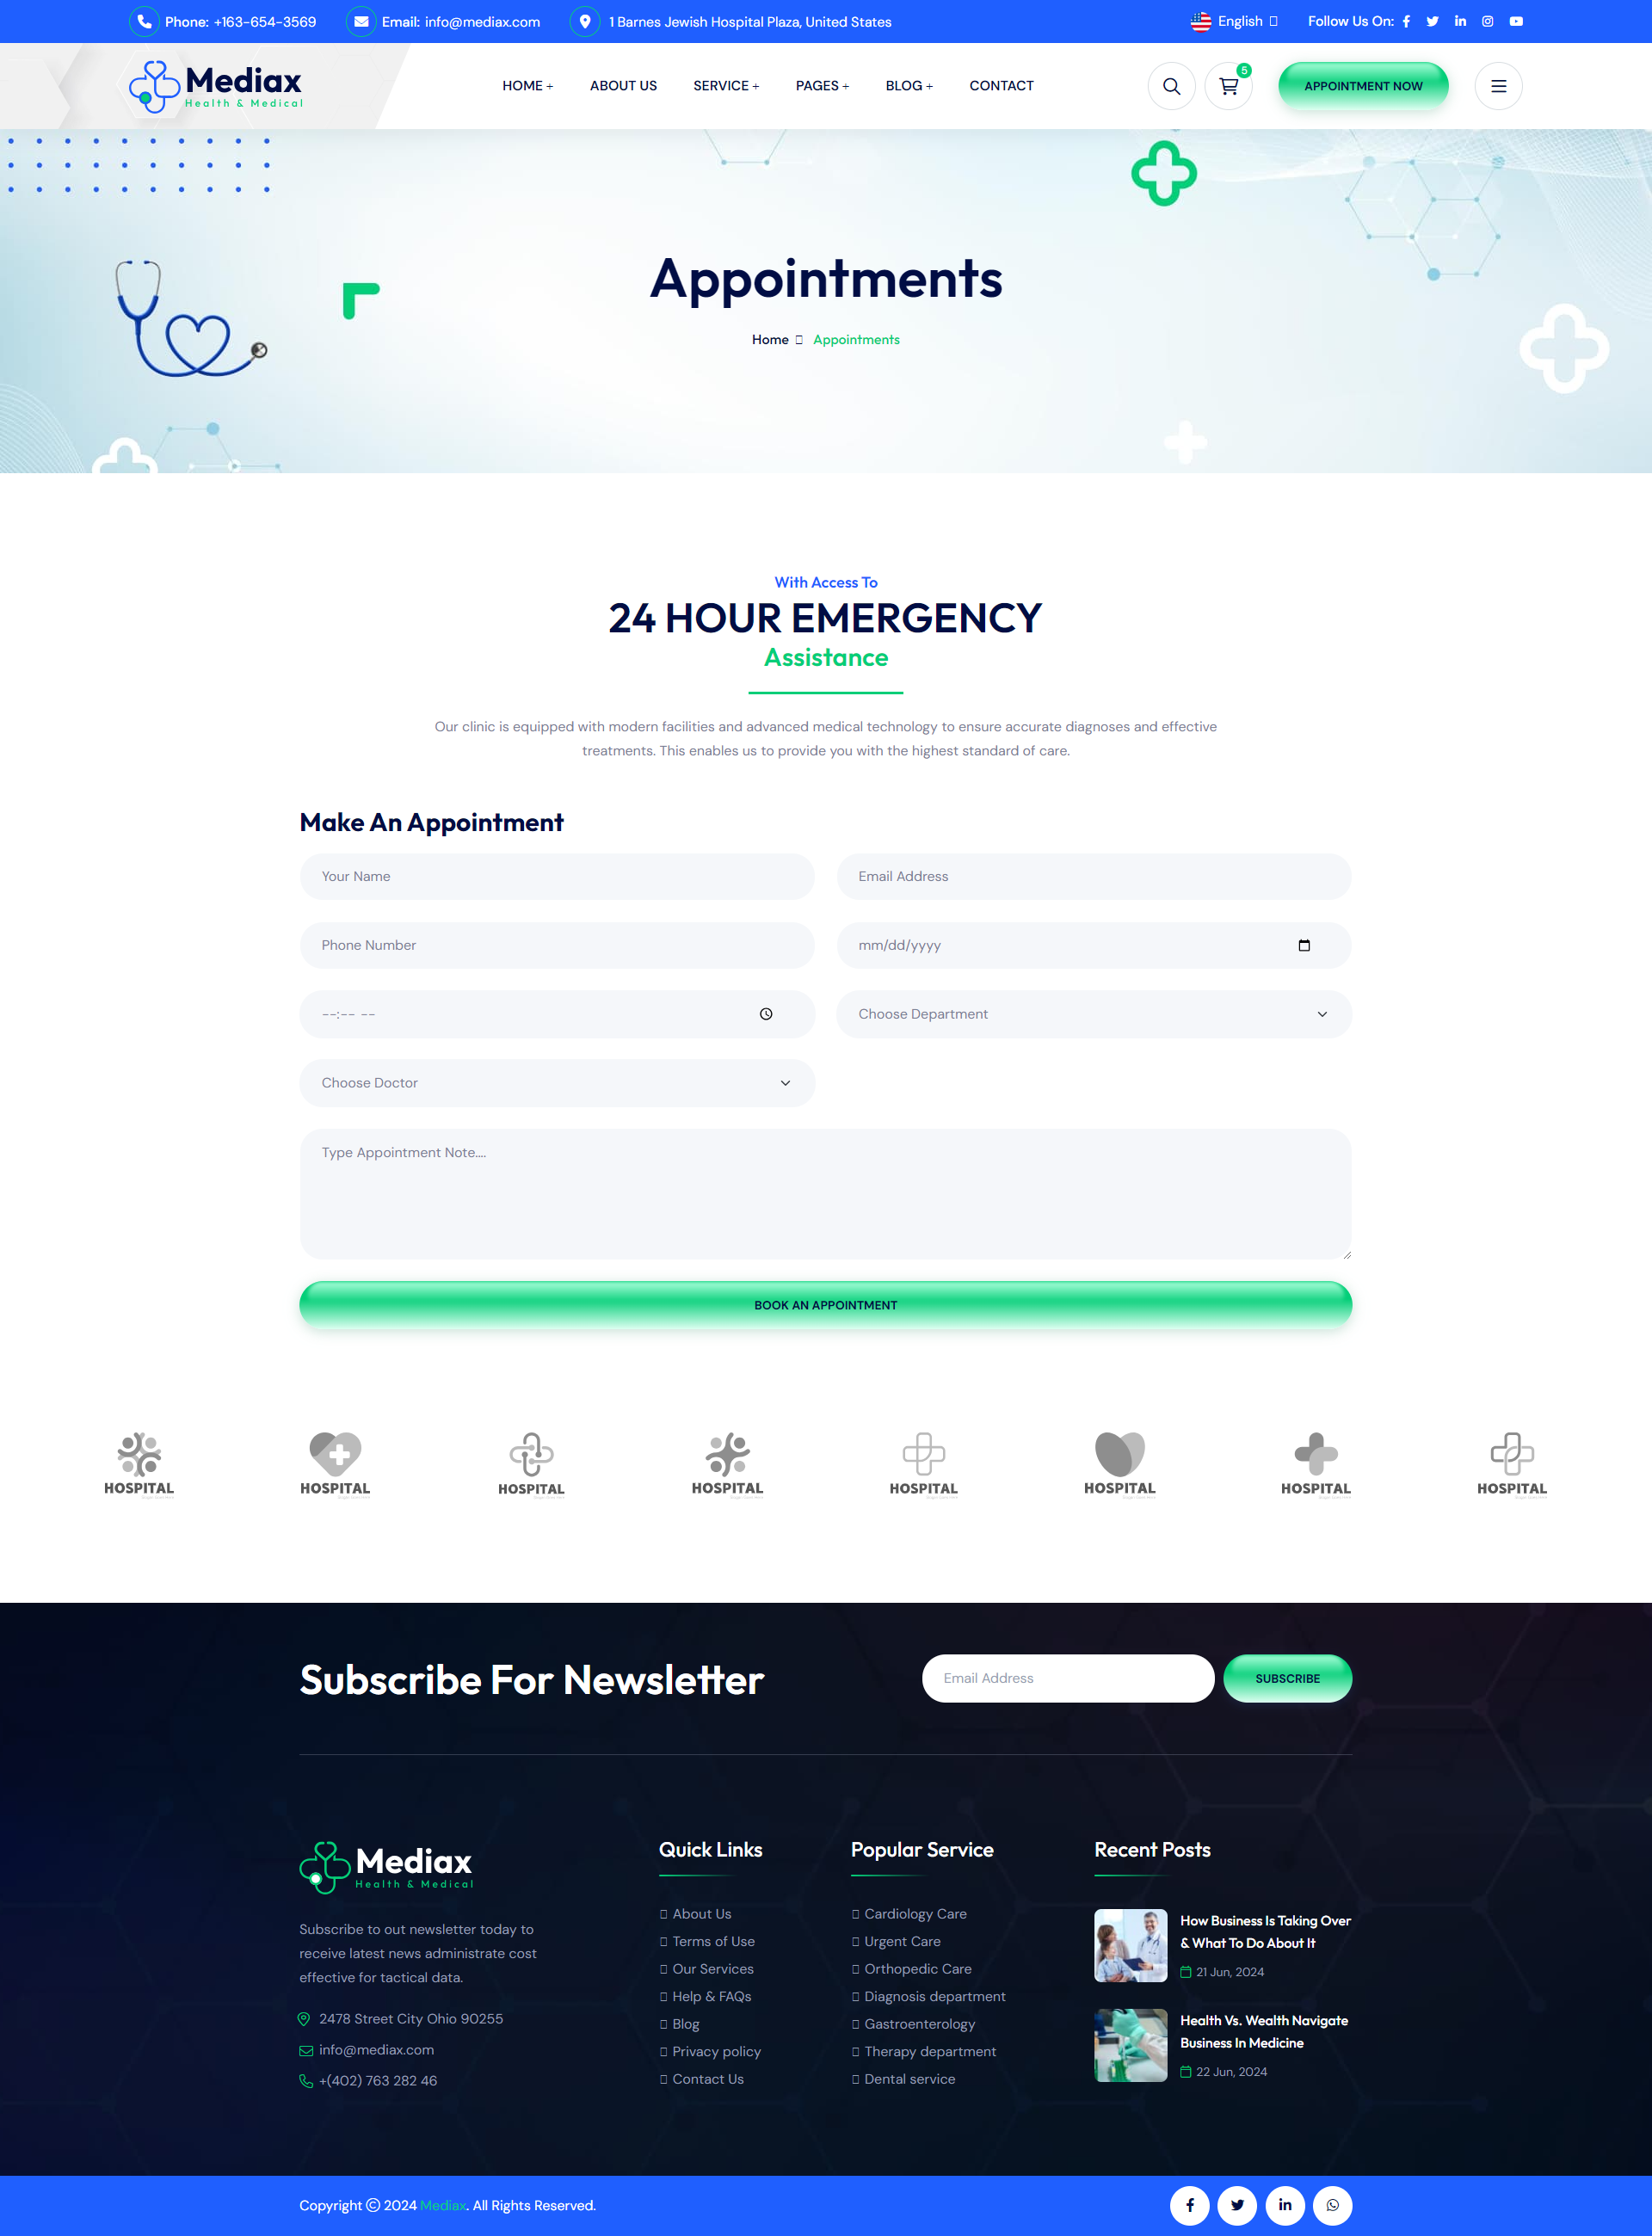 Phone: +163-654-3569 Email: info@mediax.com 1 Barnes Jewish Hospital Plaza, United States English Follow Us On:
Mediax
Health & Medical
HOME + ABOUT US SERVICE + PAGES + BLOG + CONTACT 5 APPOINTMENT NOW
Appointments
Home Appointments
With Access To
24 HOUR EMERGENCY
Assistance
Our clinic is equipped with modern facilities and advanced medical technology to ensure accurate diagnoses and effective
treatments. This enables us to provide you with the highest standard of care.
Make An Appointment
Your Name Email Address
Phone Number mm/dd/yyyy
--:-- -- Choose Department
Choose Doctor
Type Appointment Note....
BOOK AN APPOINTMENT
HOSPITAL HOSPITAL HOSPITAL HOSPITAL HOSPITAL HOSPITAL HOSPITAL HOSPITAL
Subscribe For Newsletter
Email Address SUBSCRIBE
Mediax
Health & Medical
Subscribe to out newsletter today to
receive latest news administrate cost
effective for tactical data.
2478 Street City Ohio 90255
info@mediax.com
+(402) 763 282 46
Quick Links
About Us
Terms of Use
Our Services
Help & FAQs
Blog
Privacy policy
Contact Us
Popular Service
Cardiology Care
Urgent Care
Orthopedic Care
Diagnosis department
Gastroenterology
Therapy department
Dental service
Recent Posts
How Business Is Taking Over
& What To Do About It
21 Jun, 2024
Health Vs. Wealth Navigate
Business In Medicine
22 Jun, 2024
Copyright © 2024 Mediax. All Rights Reserved.